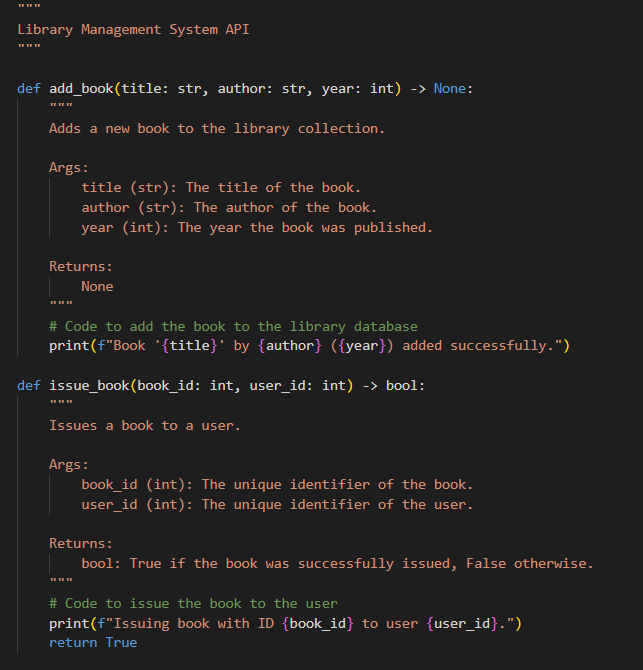 """
Library Management System API
"""

def add_book(title: str, author: str, year: int) -> None:
    """
    Adds a new book to the library collection.

    Args:
        title (str): The title of the book.
        author (str): The author of the book.
        year (int): The year the book was published.

    Returns:
        None
    """
    # Code to add the book to the library database
    print(f"Book '{title}' by {author} ({year}) added successfully.")

def issue_book(book_id: int, user_id: int) -> bool:
    """
    Issues a book to a user.

    Args:
        book_id (int): The unique identifier of the book.
        user_id (int): The unique identifier of the user.

    Returns:
        bool: True if the book was successfully issued, False otherwise.
    """
    # Code to issue the book to the user
    print(f"Issuing book with ID {book_id} to user {user_id}.")
    return True